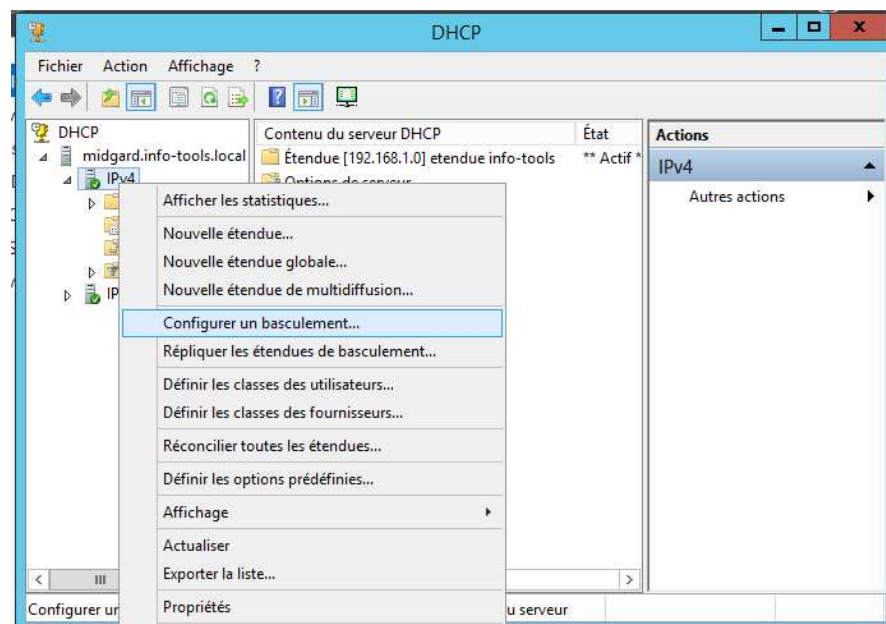 DHCP
Fichier Action Affichage ?
DHCP
midgard.info-tools.local
IPv4
IP
Contenu du serveur DHCP État
Étendue [192.168.1.0] etendue info-tools ** Actif *
Options de serveur
Afficher les statistiques...
Nouvelle étendue...
Nouvelle étendue globale...
Nouvelle étendue de multidiffusion...
Configurer un basculement...
Répliquer les étendues de basculement...
Définir les classes des utilisateurs...
Définir les classes des fournisseurs...
Réconcilier toutes les étendues...
Définir les options prédéfinies...
Affichage
Actualiser
Exporter la liste...
Propriétés
Actions
IPv4
Autres actions
Configurer ur
u serveur